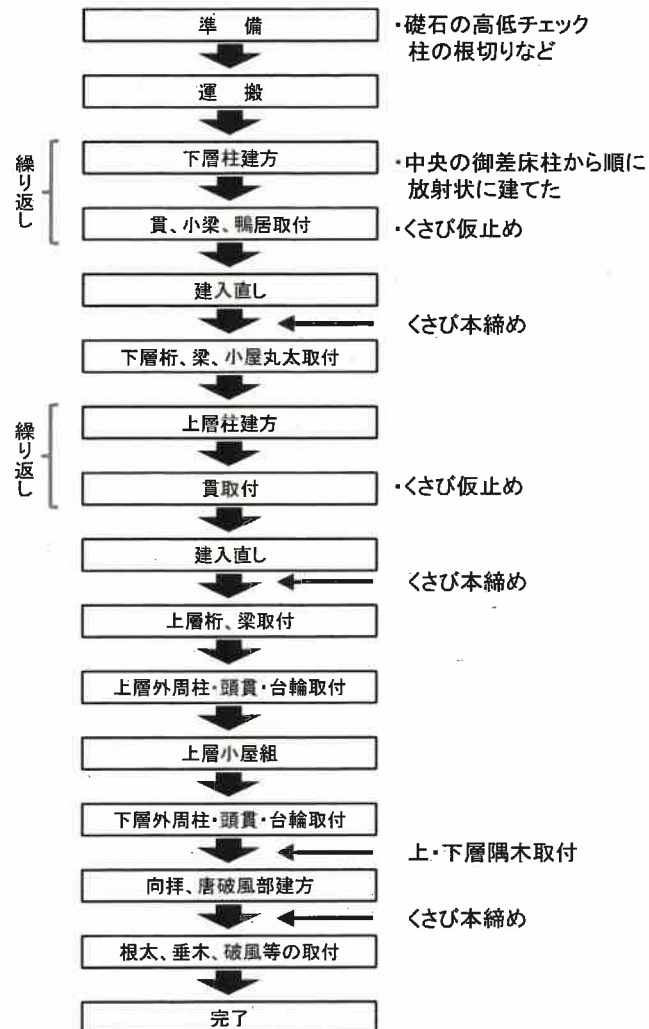 準 備
・礎石の高低チェック
柱の根切りなど
運 搬
繰り返し
下層柱建方
・中央の御差床柱から順に
放射状に建てた
貫、小梁、鴨居取付
・くさび仮止め
建入直し
くさび本締め
下層桁、梁、小屋丸太取付
繰り返し
上層柱建方
貫取付
・くさび仮止め
建入直し
くさび本締め
上層桁、梁取付
上層外周柱・頭貫・台輪取付
上層小屋組
下層外周柱・頭貫・台輪取付
上・下層隅木取付
向拝、唐破風部建方
くさび本締め
根太、垂木、破風等の取付
完了